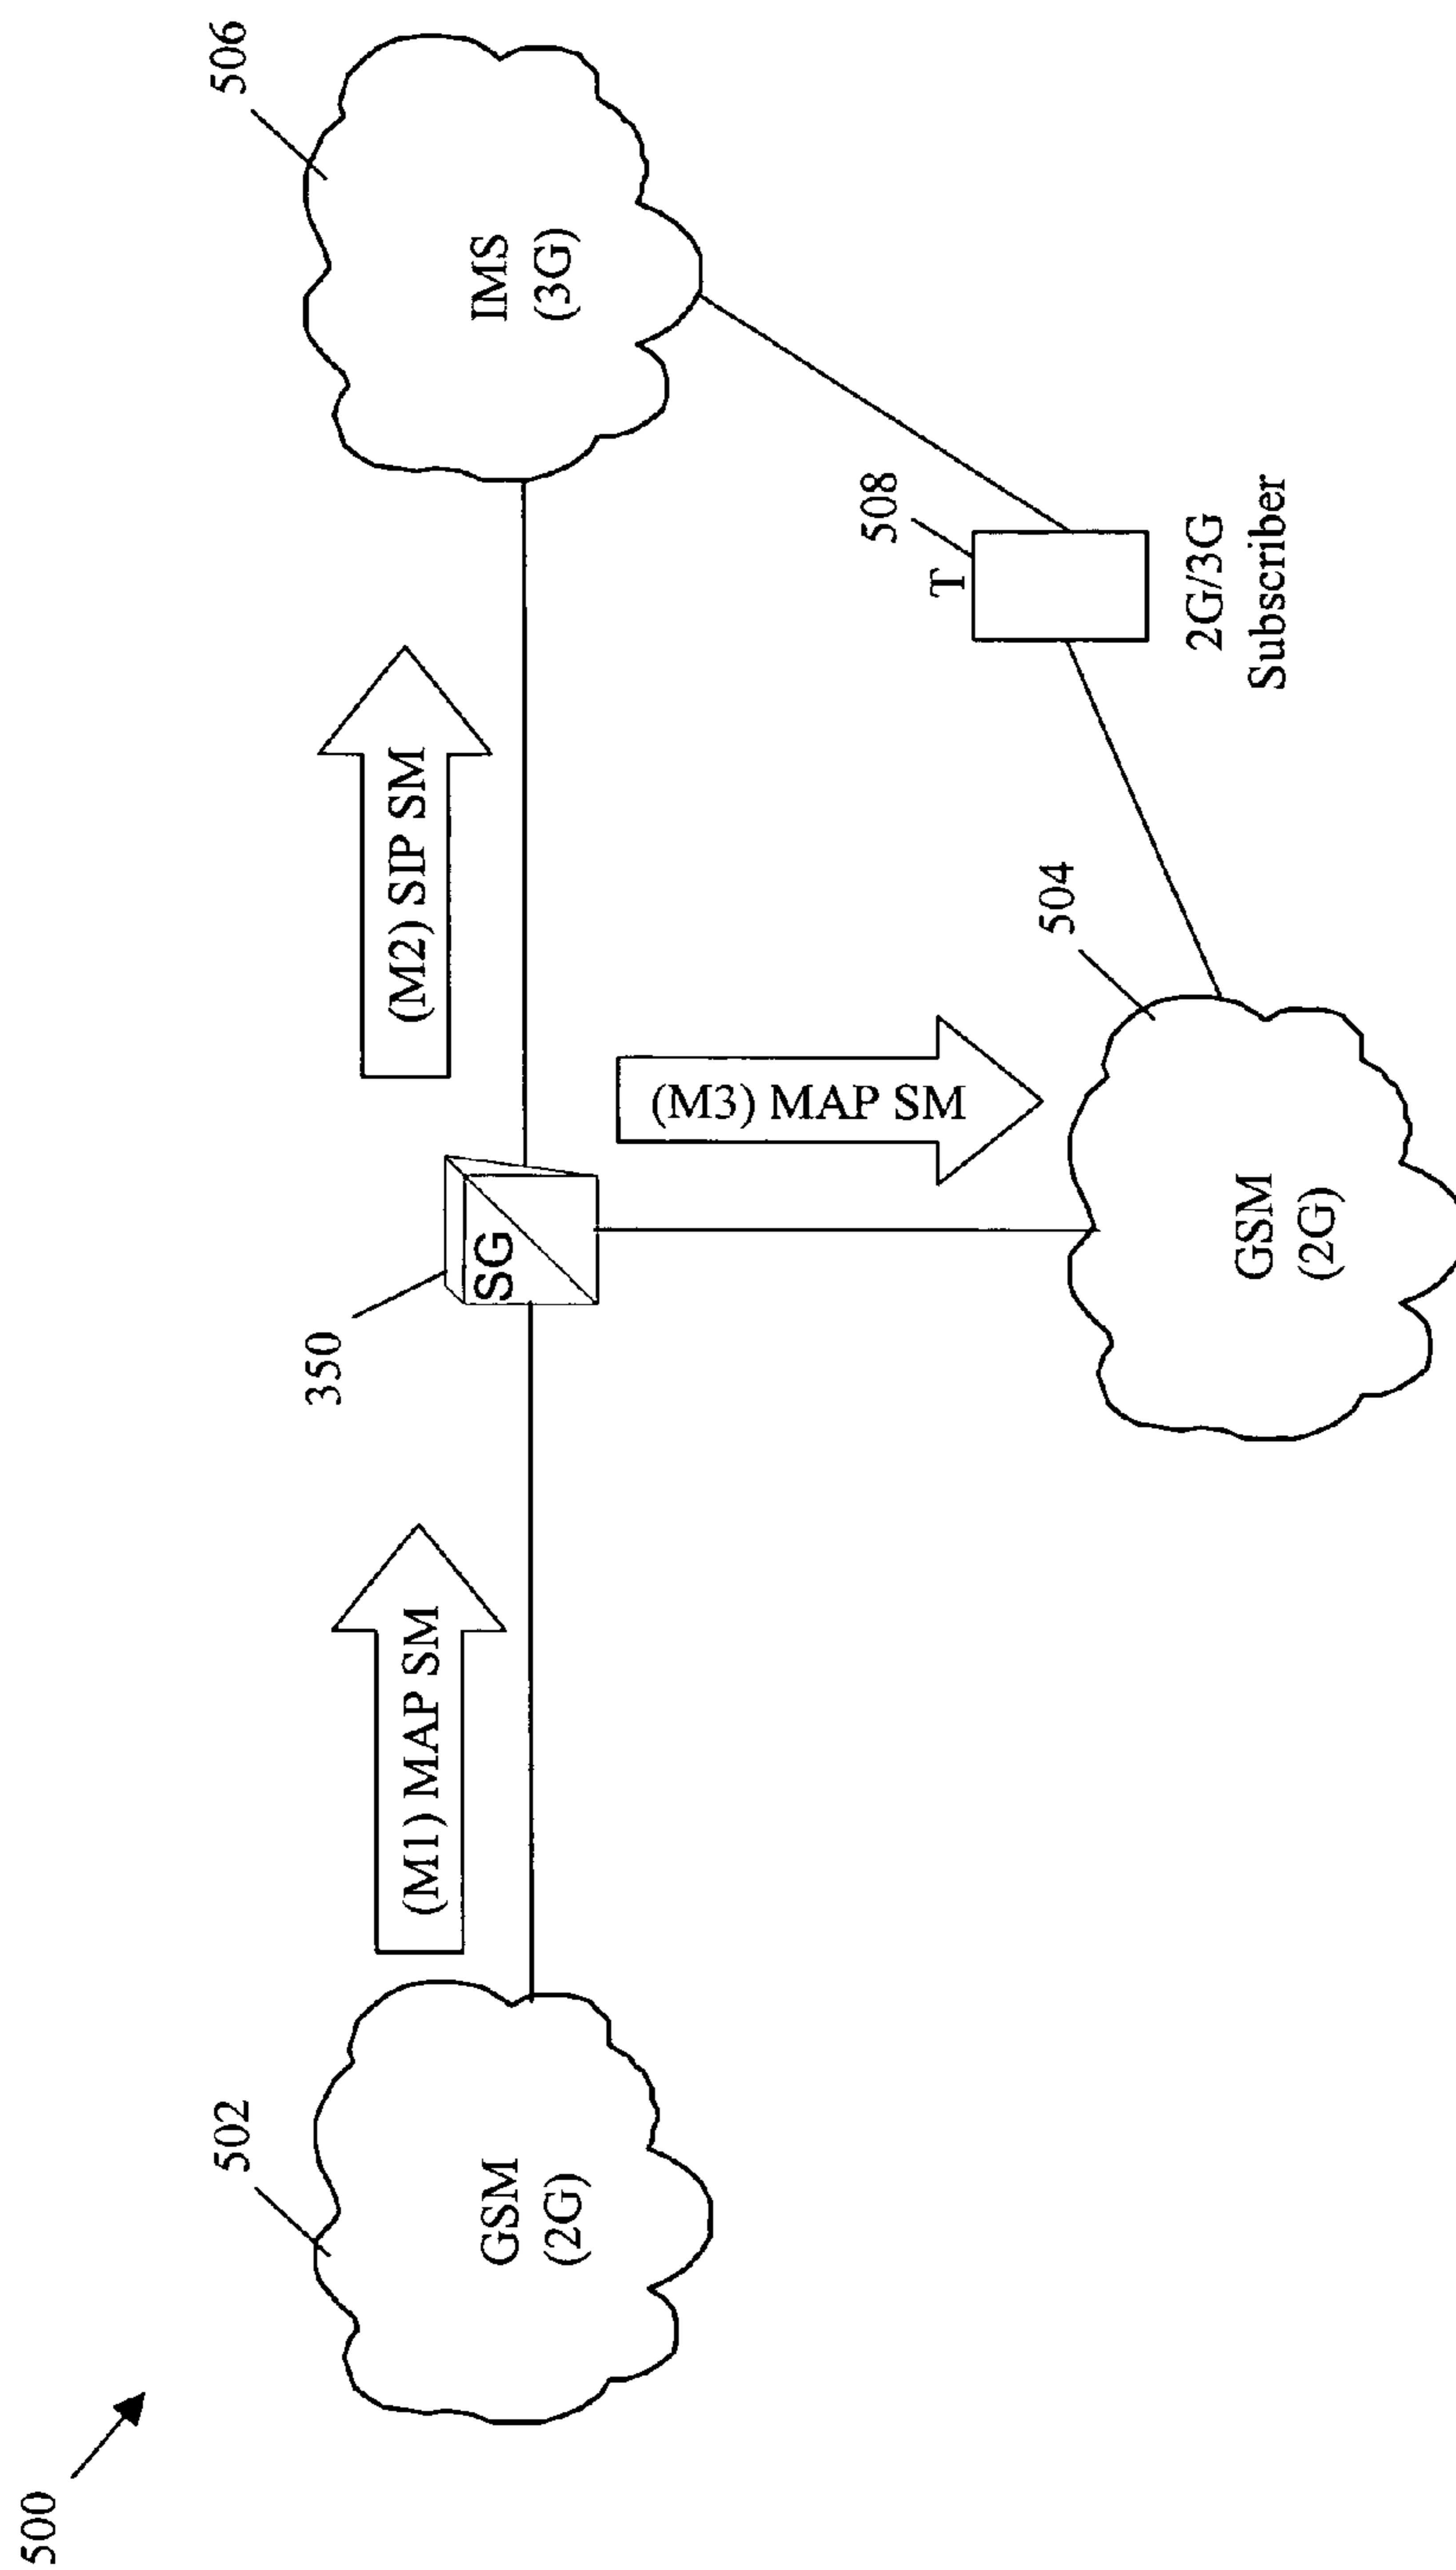 500
502
GSM
(2G)
(M1) MAP SM
350
SG
(M2) SIP SM
506
IMS
(3G)
(M3) MAP SM
504
GSM
(2G)
508
T
2G/3G
Subscriber